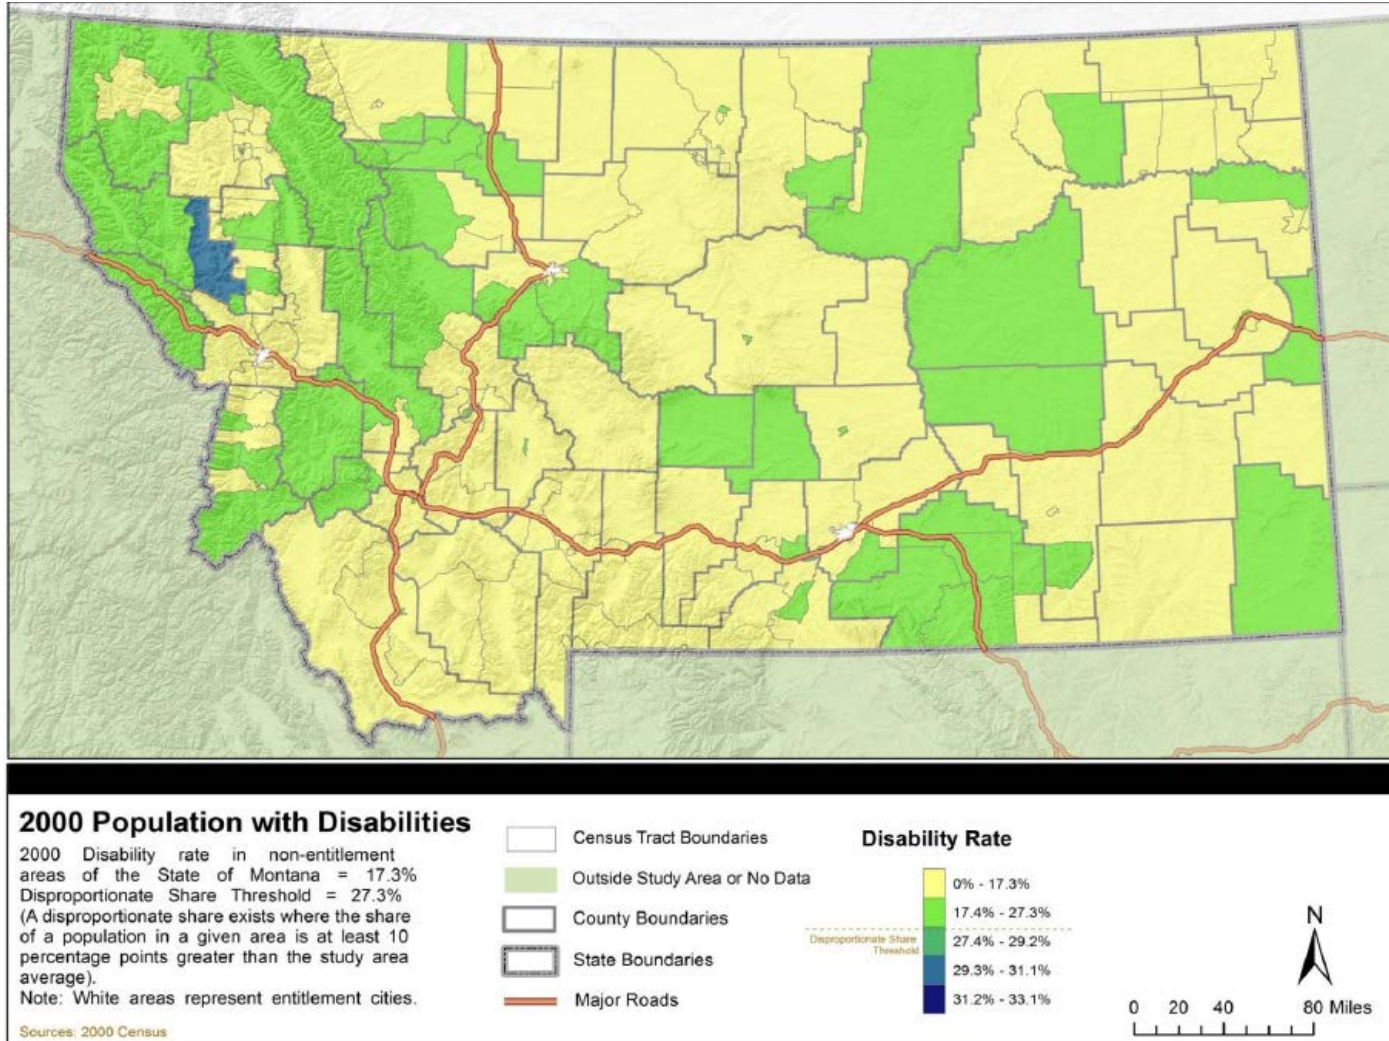 2000 Population with Disabilities
2000 Disability rate in non-entitlement
areas of the State of Montana = 17.3%
Disproportionate Share Threshold = 27.3%
(A disproportionate share exists where the share
of a population in a given area is at least 10
percentage points greater than the study area
average).
Note: White areas represent entitlement cities.
Sources: 2000 Census
Census Tract Boundaries
Outside Study Area or No Data
County Boundaries
State Boundaries
Major Roads
Disability Rate
0% - 17.3%
17.4% - 27.3%
Disproportionate Share
Threshold
27.4% - 29.2%
29.3% - 31.1%
31.2% - 33.1%
N
0 20 40 80 Miles